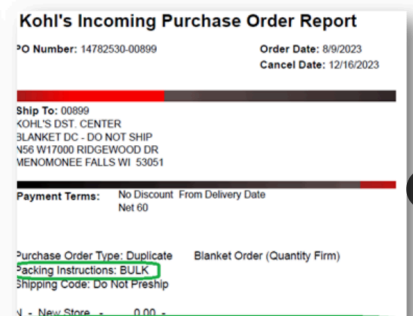 Kohl's Incoming Purchase Order Report
PO Number: 14782530-00899 Order Date: 8/9/2023
Cancel Date: 12/16/2023
Ship To: 00899
KOHL'S DST. CENTER
BLANKET DC - DO NOT SHIP
N56 W17000 RIDGEWOOD DR
MENOMONEE FALLS WI 53051
Payment Terms: No Discount From Delivery Date
Net 60
Purchase Order Type: Duplicate Blanket Order (Quantity Firm)
Packing Instructions: BULK
Shipping Code: Do Not Preship
N - New Store - 0.00 -